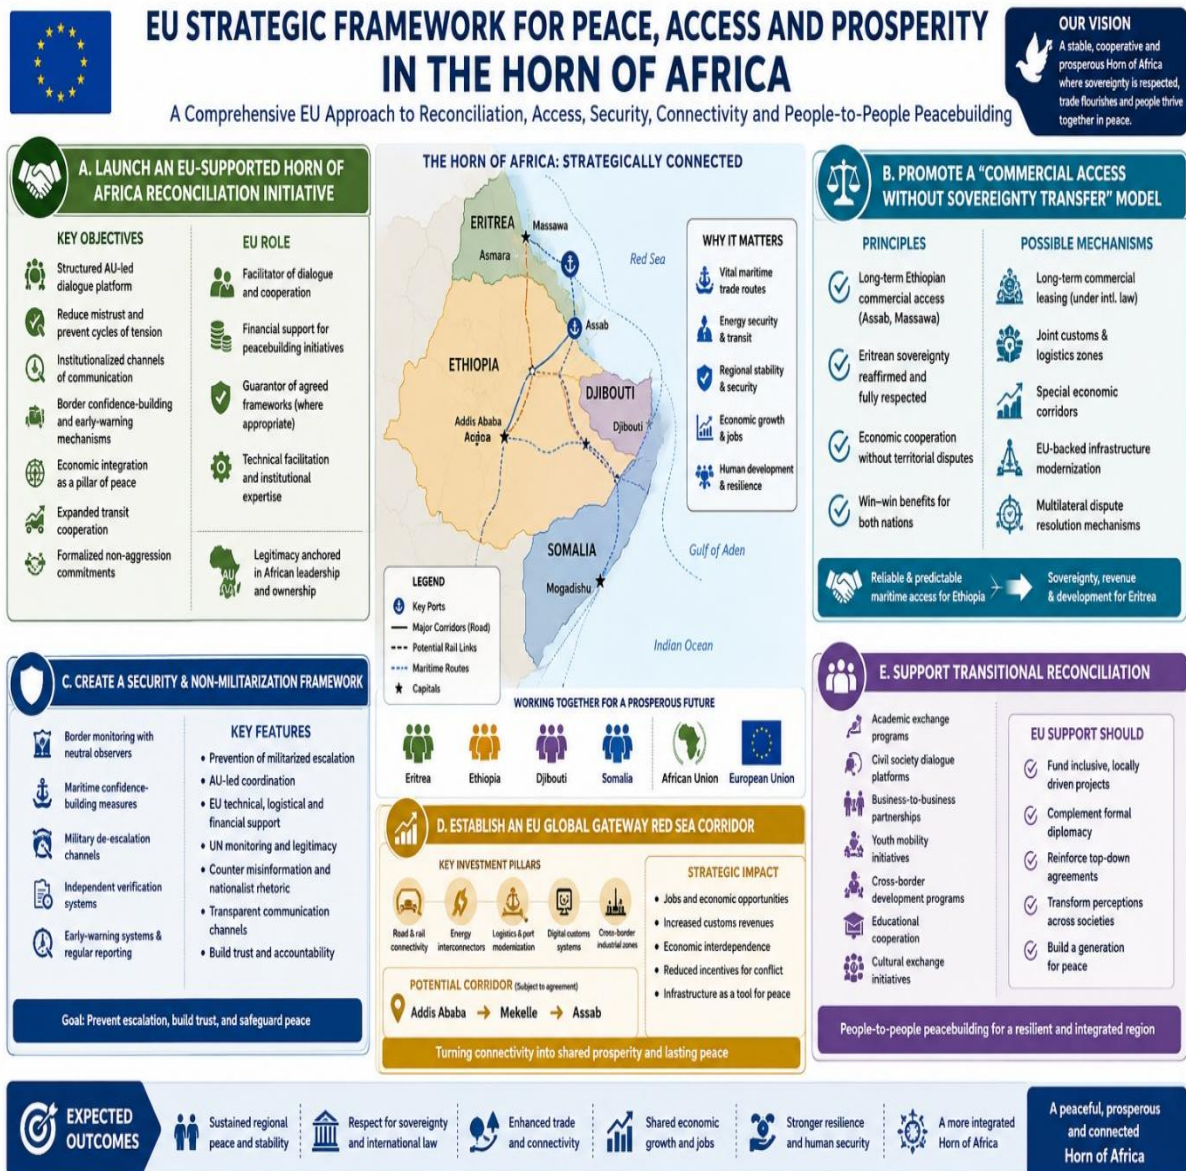 EU STRATEGIC FRAMEWORK FOR PEACE, ACCESS AND PROSPERITY
IN THE HORN OF AFRICA
A Comprehensive EU Approach to Reconciliation, Access, Security, Connectivity and People-to-People Peacebuilding
OUR VISION
A stable, cooperative and
prosperous Horn of Africa
where sovereignty is respected,
trade flourishes and people thrive
together in peace.
A. LAUNCH AN EU-SUPPORTED HORN OF
AFRICA RECONCILIATION INITIATIVE
KEY OBJECTIVES
Structured AU-led
dialogue platform
Reduce mistrust and
prevent cycles of tension
Institutionalized channels
of communication
Border confidence-building
and early-warning
mechanisms
Economic integration
as a pillar of peace
Expanded transit
cooperation
Formalized non-aggression
commitments
EU ROLE
Facilitator of dialogue
and cooperation
Financial support for
peacebuilding initiatives
Guarantor of agreed
frameworks (where
appropriate)
Technical facilitation
and institutional
expertise
AU
Legitimacy anchored
in African leadership
and ownership
THE HORN OF AFRICA: STRATEGICALLY CONNECTED
ERITREA
Massawa
Asmara
Red Sea
Assab
ETHIOPIA
DJIBOUTI
Djibouti
Addis Ababa
SOMALIA
Mogadishu
Gulf of Aden
Indian Ocean
WHY IT MATTERS
Vital maritime
trade routes
Energy security
& transit
Regional stability
& security
Economic growth
& jobs
Human development
& resilience
LEGEND
Key Ports
Major Corridors (Road)
Potential Rail Links
Maritime Routes
Capitals
WORKING TOGETHER FOR A PROSPEROUS FUTURE
Eritrea
Ethiopia
Djibouti
Somalia
African Union
European Union
B. PROMOTE A "COMMERCIAL ACCESS
WITHOUT SOVEREIGNTY TRANSFER" MODEL
PRINCIPLES
Long-term Ethiopian
commercial access
(Assab, Massawa)
Eritrean sovereignty
reaffirmed and
fully respected
Economic cooperation
without territorial disputes
Win–win benefits for
both nations
POSSIBLE MECHANISMS
Long-term commercial
leasing (under intl. law)
Joint customs &
logistics zones
Special economic
corridors
EU-backed infrastructure
modernization
Multilateral dispute
resolution mechanisms
Reliable & predictable
maritime access for Ethiopia
Sovereignty, revenue
& development for Eritrea
C. CREATE A SECURITY & NON-MILITARIZATION FRAMEWORK
Border monitoring with
neutral observers
Maritime confidence-
building measures
Military de-escalation
channels
Independent verification
systems
Early-warning systems &
regular reporting
KEY FEATURES
• Prevention of militarized escalation
• AU-led coordination
• EU technical, logistical and
financial support
• UN monitoring and legitimacy
• Counter misinformation and
nationalist rhetoric
• Transparent communication
channels
• Build trust and accountability
Goal: Prevent escalation, build trust, and safeguard peace
D. ESTABLISH AN EU GLOBAL GATEWAY RED SEA CORRIDOR
KEY INVESTMENT PILLARS
Road & rail
connectivity
Energy
interconnectors
Logistics & port
modernization
Digital customs
systems
Cross-border
industrial zones
POTENTIAL CORRIDOR (Subject to agreement)
Addis Ababa → Mekelle → Assab
STRATEGIC IMPACT
• Jobs and economic opportunities
• Increased customs revenues
• Economic interdependence
• Reduced incentives for conflict
• Infrastructure as a tool for peace
Turning connectivity into shared prosperity and lasting peace
E. SUPPORT TRANSITIONAL RECONCILIATION
Academic exchange
programs
Civil society dialogue
platforms
Business-to-business
partnerships
Youth mobility
initiatives
Cross-border
development programs
Educational
cooperation
Cultural exchange
initiatives
EU SUPPORT SHOULD
Fund inclusive, locally
driven projects
Complement formal
diplomacy
Reinforce top-down
agreements
Transform perceptions
across societies
Build a generation
for peace
People-to-people peacebuilding for a resilient and integrated region
EXPECTED
OUTCOMES
Sustained regional
peace and stability
Respect for sovereignty
and international law
Enhanced trade
and connectivity
Shared economic
growth and jobs
Stronger resilience
and human security
A more integrated
Horn of Africa
A peaceful, prosperous
and connected
Horn of Africa